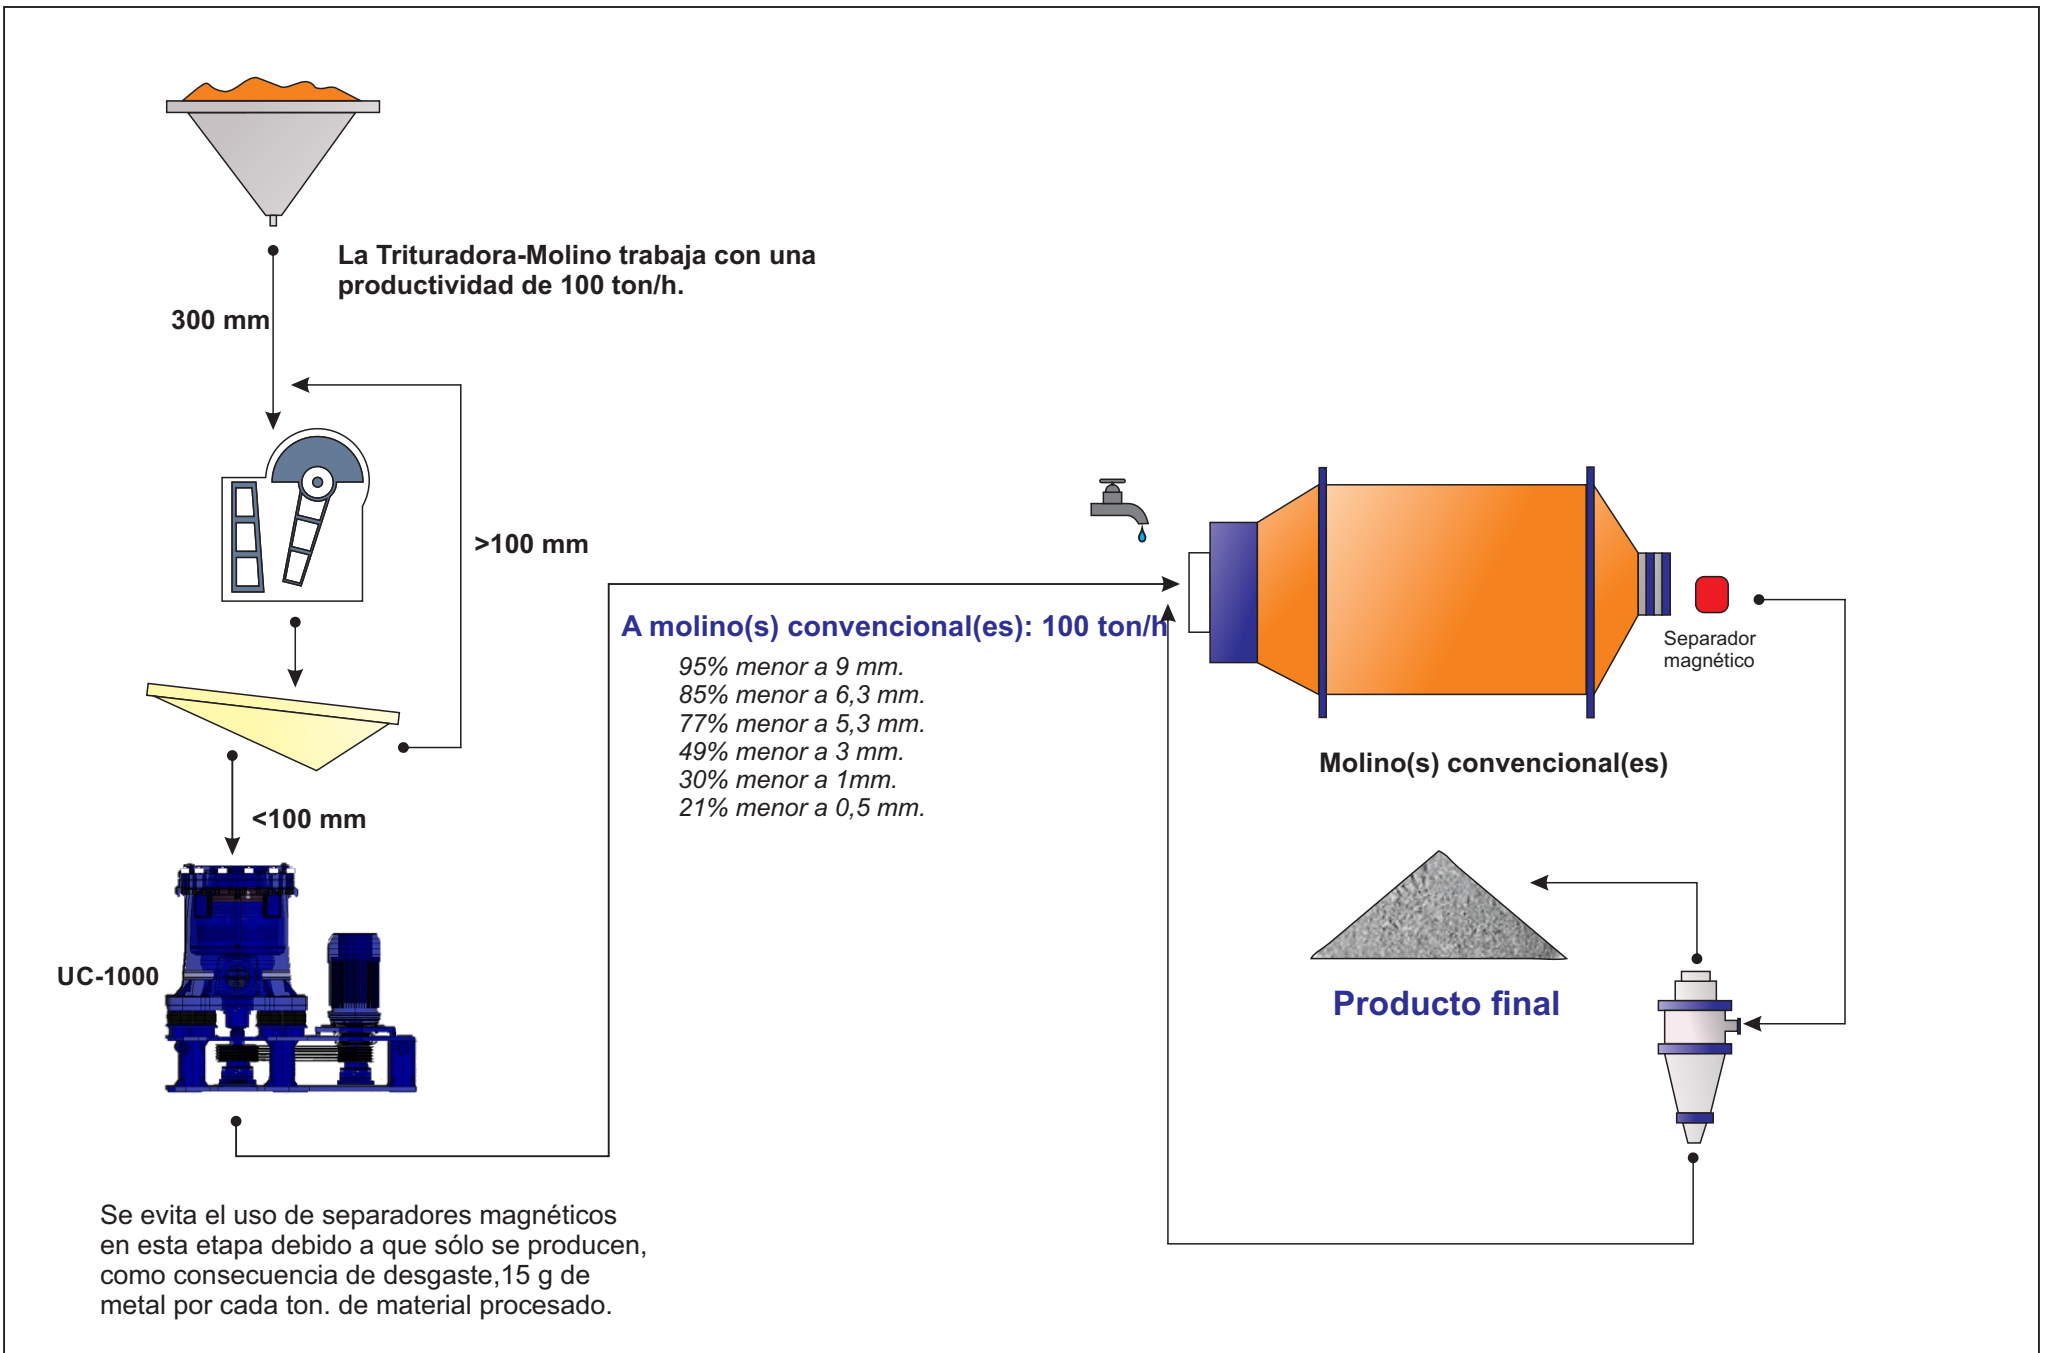 La Trituradora-Molino trabaja con una
productividad de 100 ton/h.
300 mm
>100 mm
<100 mm
UC-1000
A molino(s) convencional(es): 100 ton/h
95% menor a 9 mm.
85% menor a 6,3 mm.
77% menor a 5,3 mm.
49% menor a 3 mm.
30% menor a 1mm.
21% menor a 0,5 mm.
Separador
magnético
Molino(s) convencional(es)
Producto final
Se evita el uso de separadores magnéticos
en esta etapa debido a que sólo se producen,
como consecuencia de desgaste,15 g de
metal por cada ton. de material procesado.